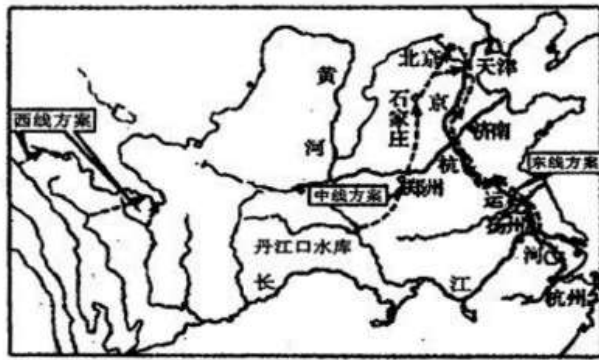 北京
天津
黄
河
石家庄
京
济南
西线方案
杭
东线方案
中线方案
郑州
运
扬州
河
丹江口水库
长
江
杭州